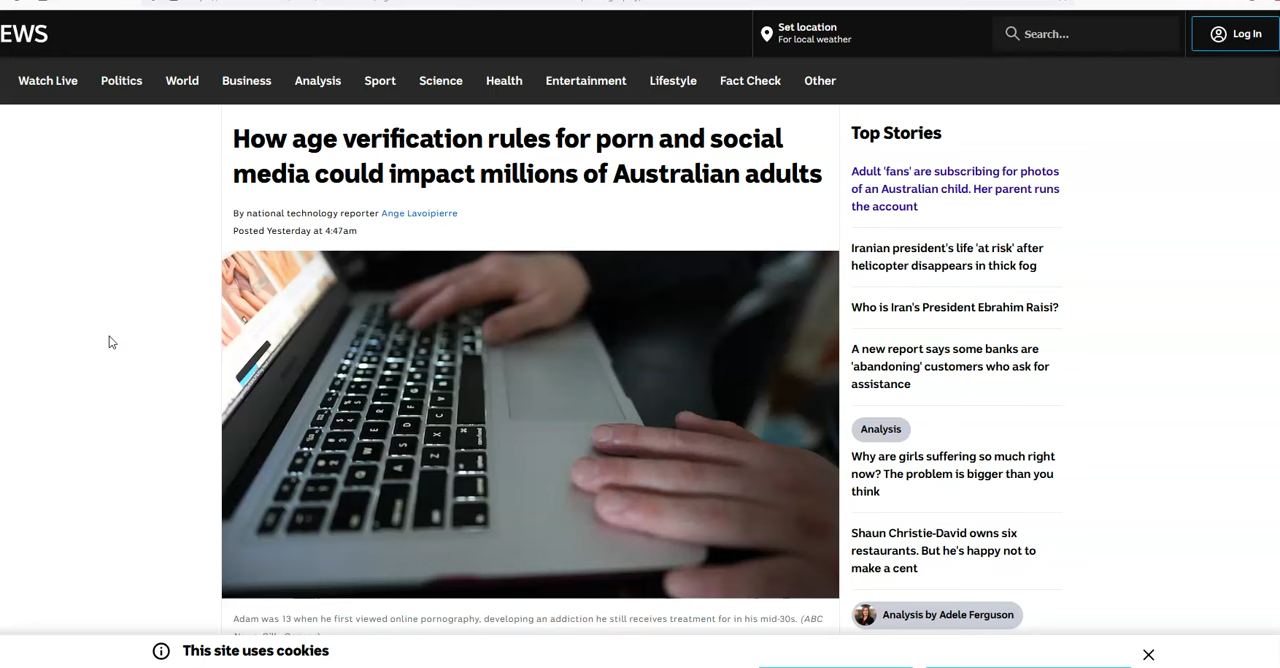 EWS
Set location
For local weather
Search...
Log In
Watch Live
Politics
World
Business
Analysis
Sport
Science
Health
Entertainment
Lifestyle
Fact Check
Other
How age verification rules for porn and social
media could impact millions of Australian adults
By national technology reporter Ange Lavoipierre
Posted Yesterday at 4:47am
Adam was 13 when he first viewed online pornography, developing an addiction he still receives treatment for in his mid-30s. (ABC
Top Stories
Adult 'fans' are subscribing for photos
of an Australian child. Her parent runs
the account
Iranian president's life 'at risk' after
helicopter disappears in thick fog
Who is Iran's President Ebrahim Raisi?
A new report says some banks are
'abandoning' customers who ask for
assistance
Analysis
Why are girls suffering so much right
now? The problem is bigger than you
think
Shaun Christie-David owns six
restaurants. But he's happy not to
make a cent
Analysis by Adele Ferguson
This site uses cookies